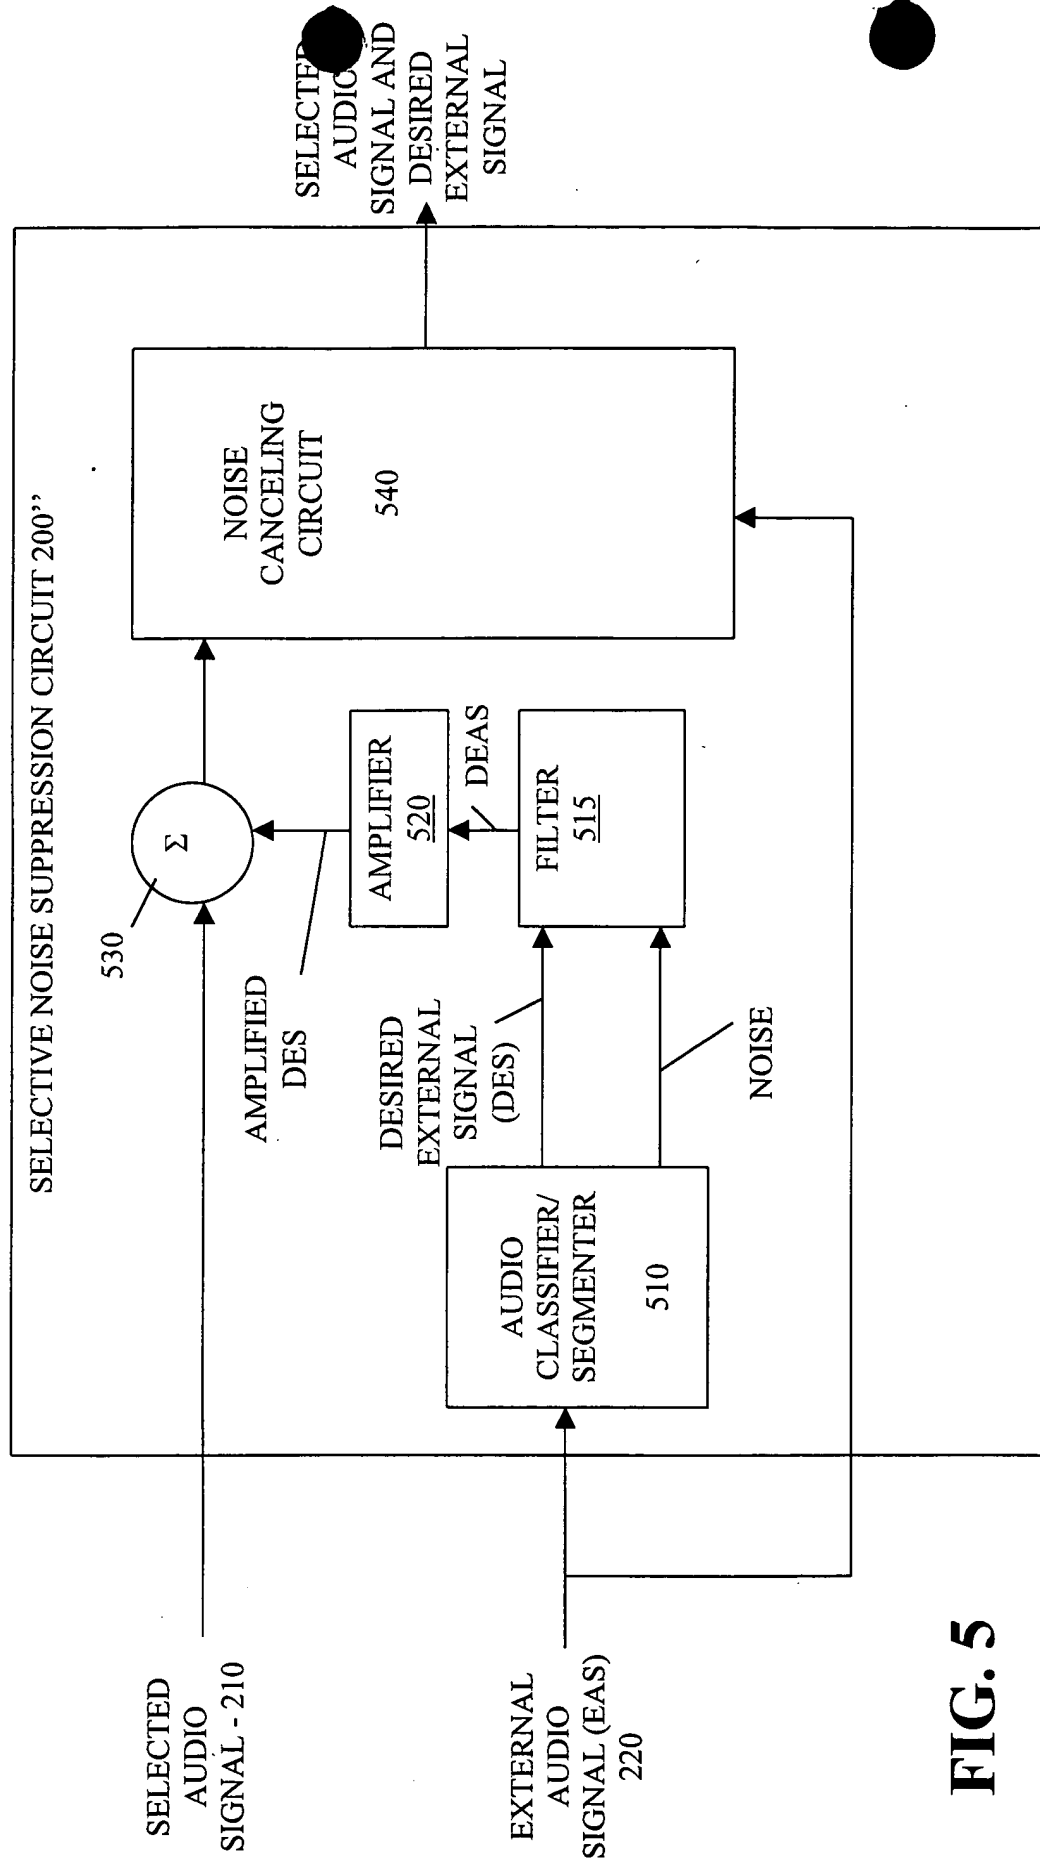 SELECTIVE NOISE SUPPRESSION CIRCUIT 200’’
SELECTED
AUDIO
SIGNAL - 210
530
Σ
AMPLIFIED
DES
AMPLIFIER
520
DEAS
FILTER
515
NOISE
CANCELING
CIRCUIT
540
SELECTED
AUDIO
SIGNAL AND
DESIRED
EXTERNAL
SIGNAL
EXTERNAL
AUDIO
SIGNAL (EAS)
220
AUDIO
CLASSIFIER/
SEGMENTER
510
DESIRED
EXTERNAL
SIGNAL
(DES)
NOISE
FIG. 5